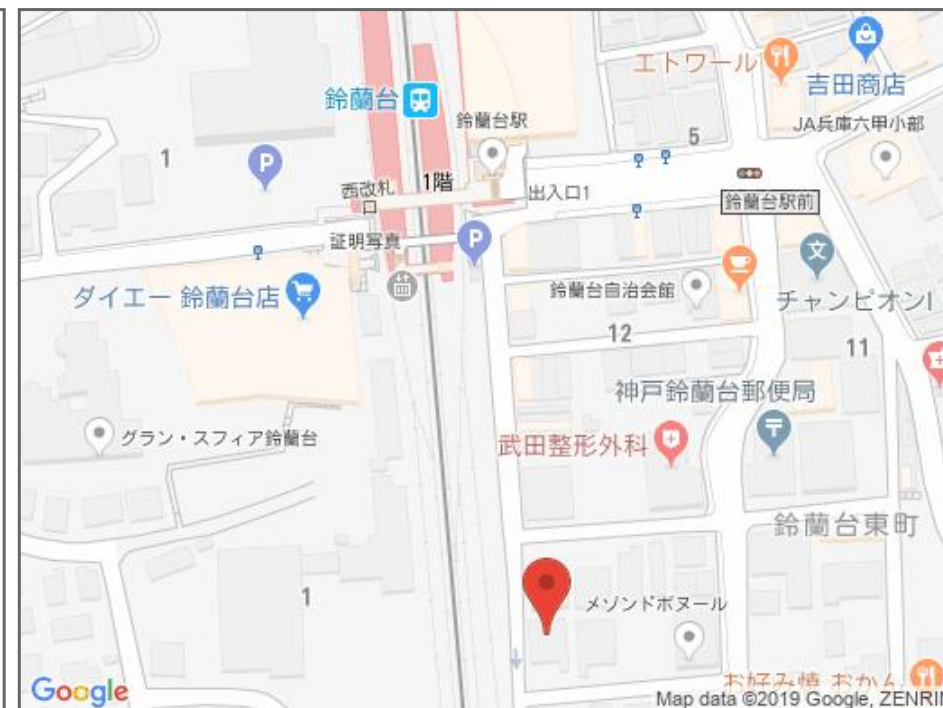 エトワール
吉田商店
鈴蘭台
鈴蘭台駅
5
JA兵庫六甲小部
1
P
西改札口
1階
出入口1
鈴蘭台駅前
証明写真
P
文
ダイエー 鈴蘭台店
鈴蘭台自治会館
チャンピオンI
12
11
神戸鈴蘭台郵便局
グラン・スフィア鈴蘭台
武田整形外科
鈴蘭台東町
1
メゾンドボヌール
お好み焼 おかん
Google
Map data ©2019 Google, ZENRIN